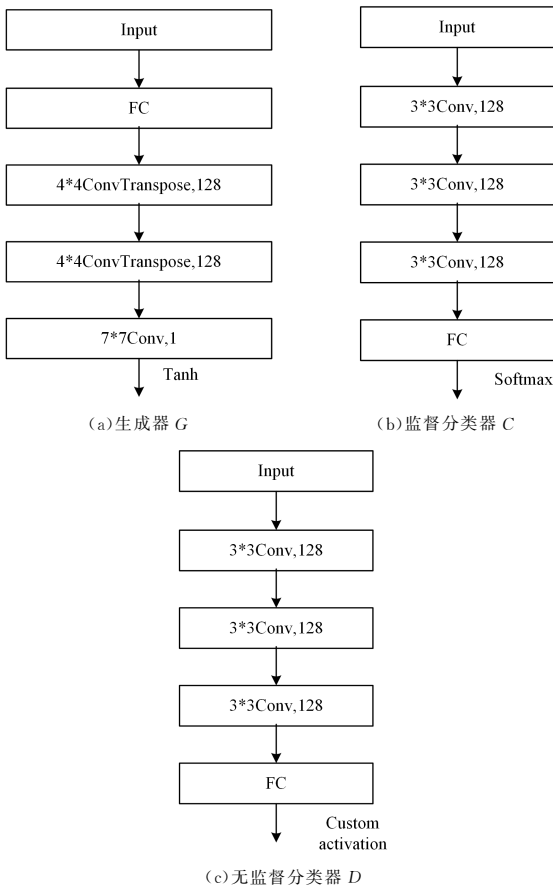 Input
FC
4*4ConvTranspose,128
4*4ConvTranspose,128
7*7Conv,1
Tanh
(a)生成器 G
Input
3*3Conv,128
3*3Conv,128
3*3Conv,128
FC
Softmax
(b)监督分类器 C
Input
3*3Conv,128
3*3Conv,128
3*3Conv,128
FC
Custom
activation
(c)无监督分类器 D